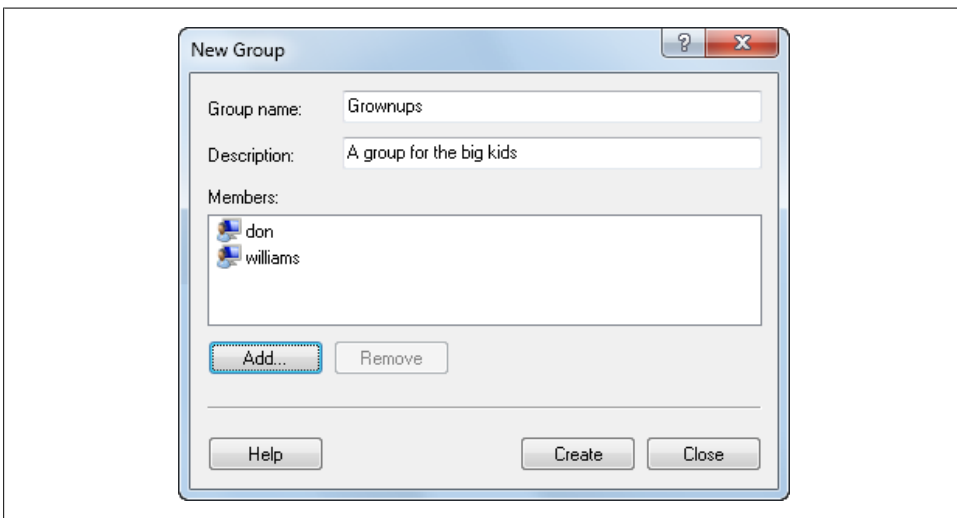 New Group
Group name: Grownups
Description: A group for the big kids
Members:
don
williams
Add... Remove
Help Create Close